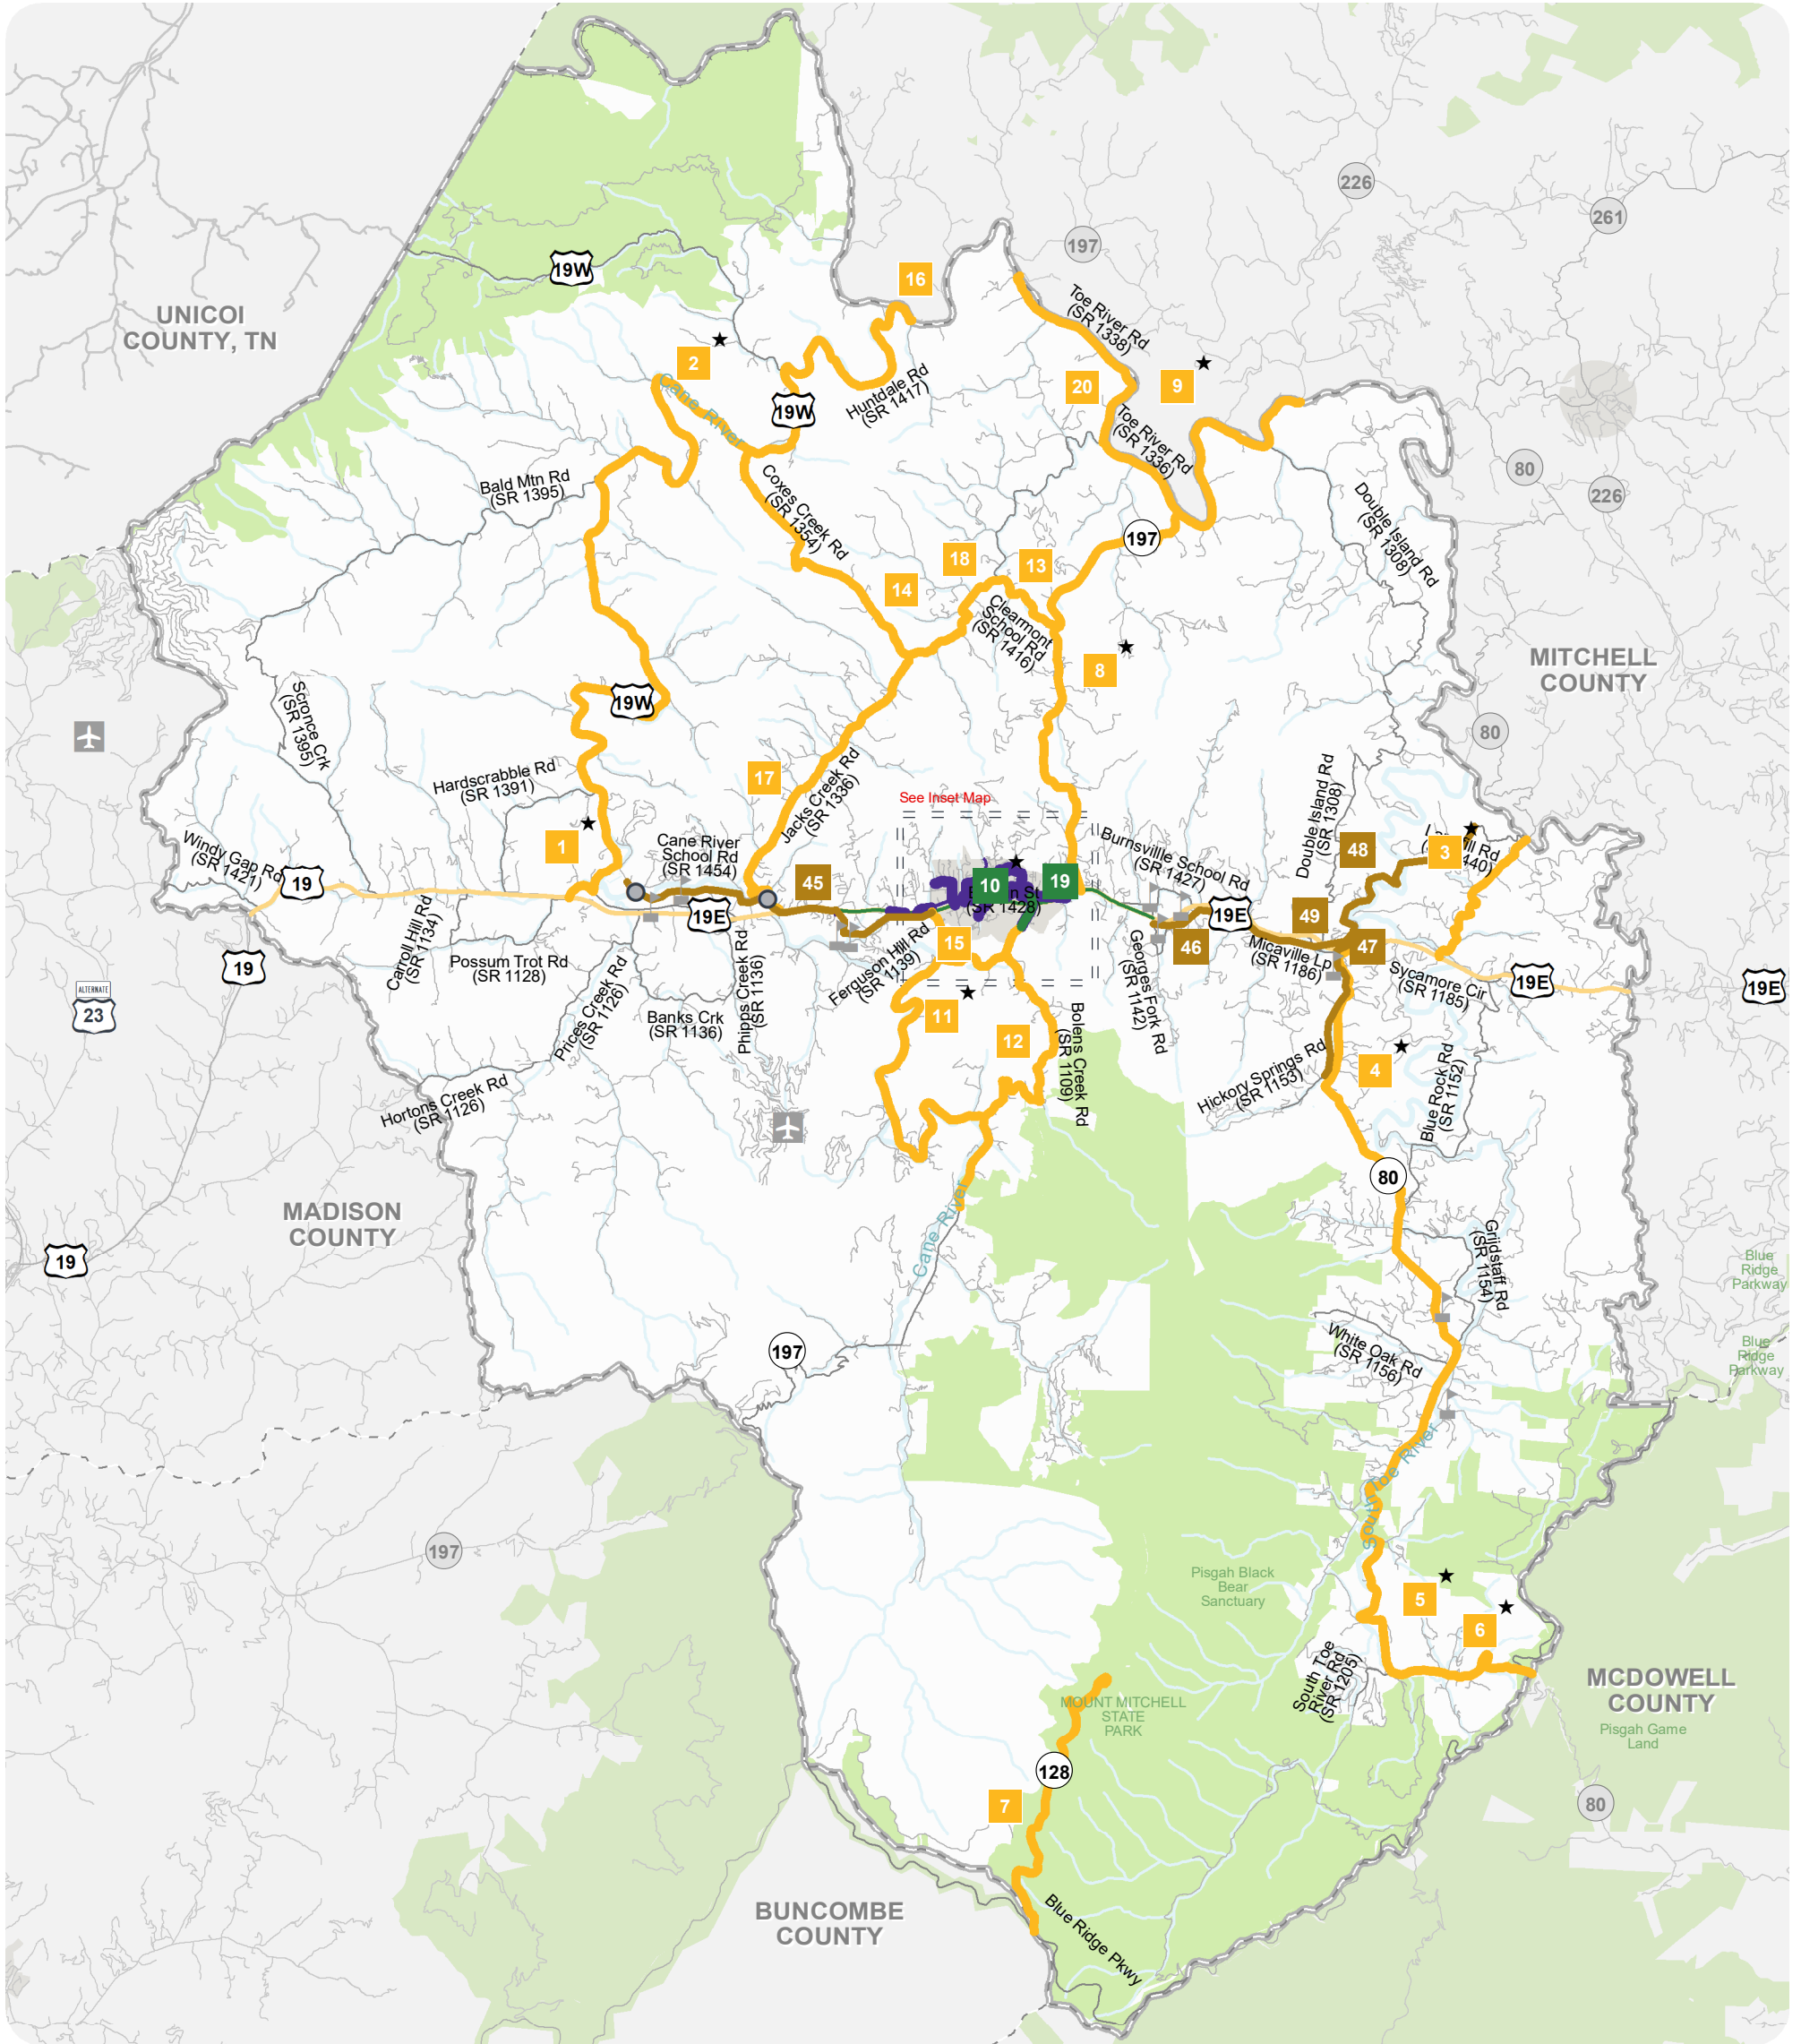 226
261
197
19W
16
UNICOI
COUNTY, TN
Toe River Rd
(SR 1338)
2
20
9
Cane River
19W
Huntdale Rd
(SR 1417)
Toe River Rd
(SR 1336)
80
226
Bald Mtn Rd
(SR 1395)
Coxes Creek Rd
(SR 1354)
Double Island Rd
(SR 1308)
197
18
13
14
Clearmont
School Rd
(SR 1416)
8
MITCHELL
COUNTY
19W
Scronce Crk
(SR 1395)
80
Hardscrabble Rd
(SR 1391)
17
Jacks Creek Rd
(SR 1336)
See Inset Map
Double Island Rd
(SR 1308)
1
Cane River
School Rd
(SR 1454)
Burnsville School Rd
(SR 1427)
48
3
Rd
440)
Windy Gap Rd
(SR 1421)
19
45
10
19
St
(SR 1428)
19E
19E
49
46
47
15
Carroll Hill Rd
(SR 1134)
Possum Trot Rd
(SR 1128)
Ferguson Hill Rd
(SR 1139)
Georges Fork Rd
(SR 1142)
Micaville Lp
(SR 1186)
Sycamore Cir
(SR 1185)
19
19E
19E
ALTERNATE
23
Prices Creek Rd
(SR 1126)
Banks Crk
(SR 1136)
Phipps Creek Rd
(SR 1136)
11
12
Bolens Creek Rd
(SR 1109)
Hickory Springs Rd
(SR 1153)
4
Blue Rock Rd
(SR 1152)
Hortons Creek Rd
(SR 1126)
80
MADISON
COUNTY
Cane River
19
Grindstaff Rd
(SR 1154)
Blue
Ridge
Parkway
197
White Oak Rd
(SR 1156)
Blue
Ridge
Parkway
South Toe River
197
Pisgah Black
Bear
Sanctuary
5
6
South Toe
River Rd
(SR 1205)
MCDOWELL
COUNTY
Pisgah Game
Land
MOUNT MITCHELL
STATE
PARK
128
7
80
BUNCOMBE
COUNTY
Blue Ridge Pkwy